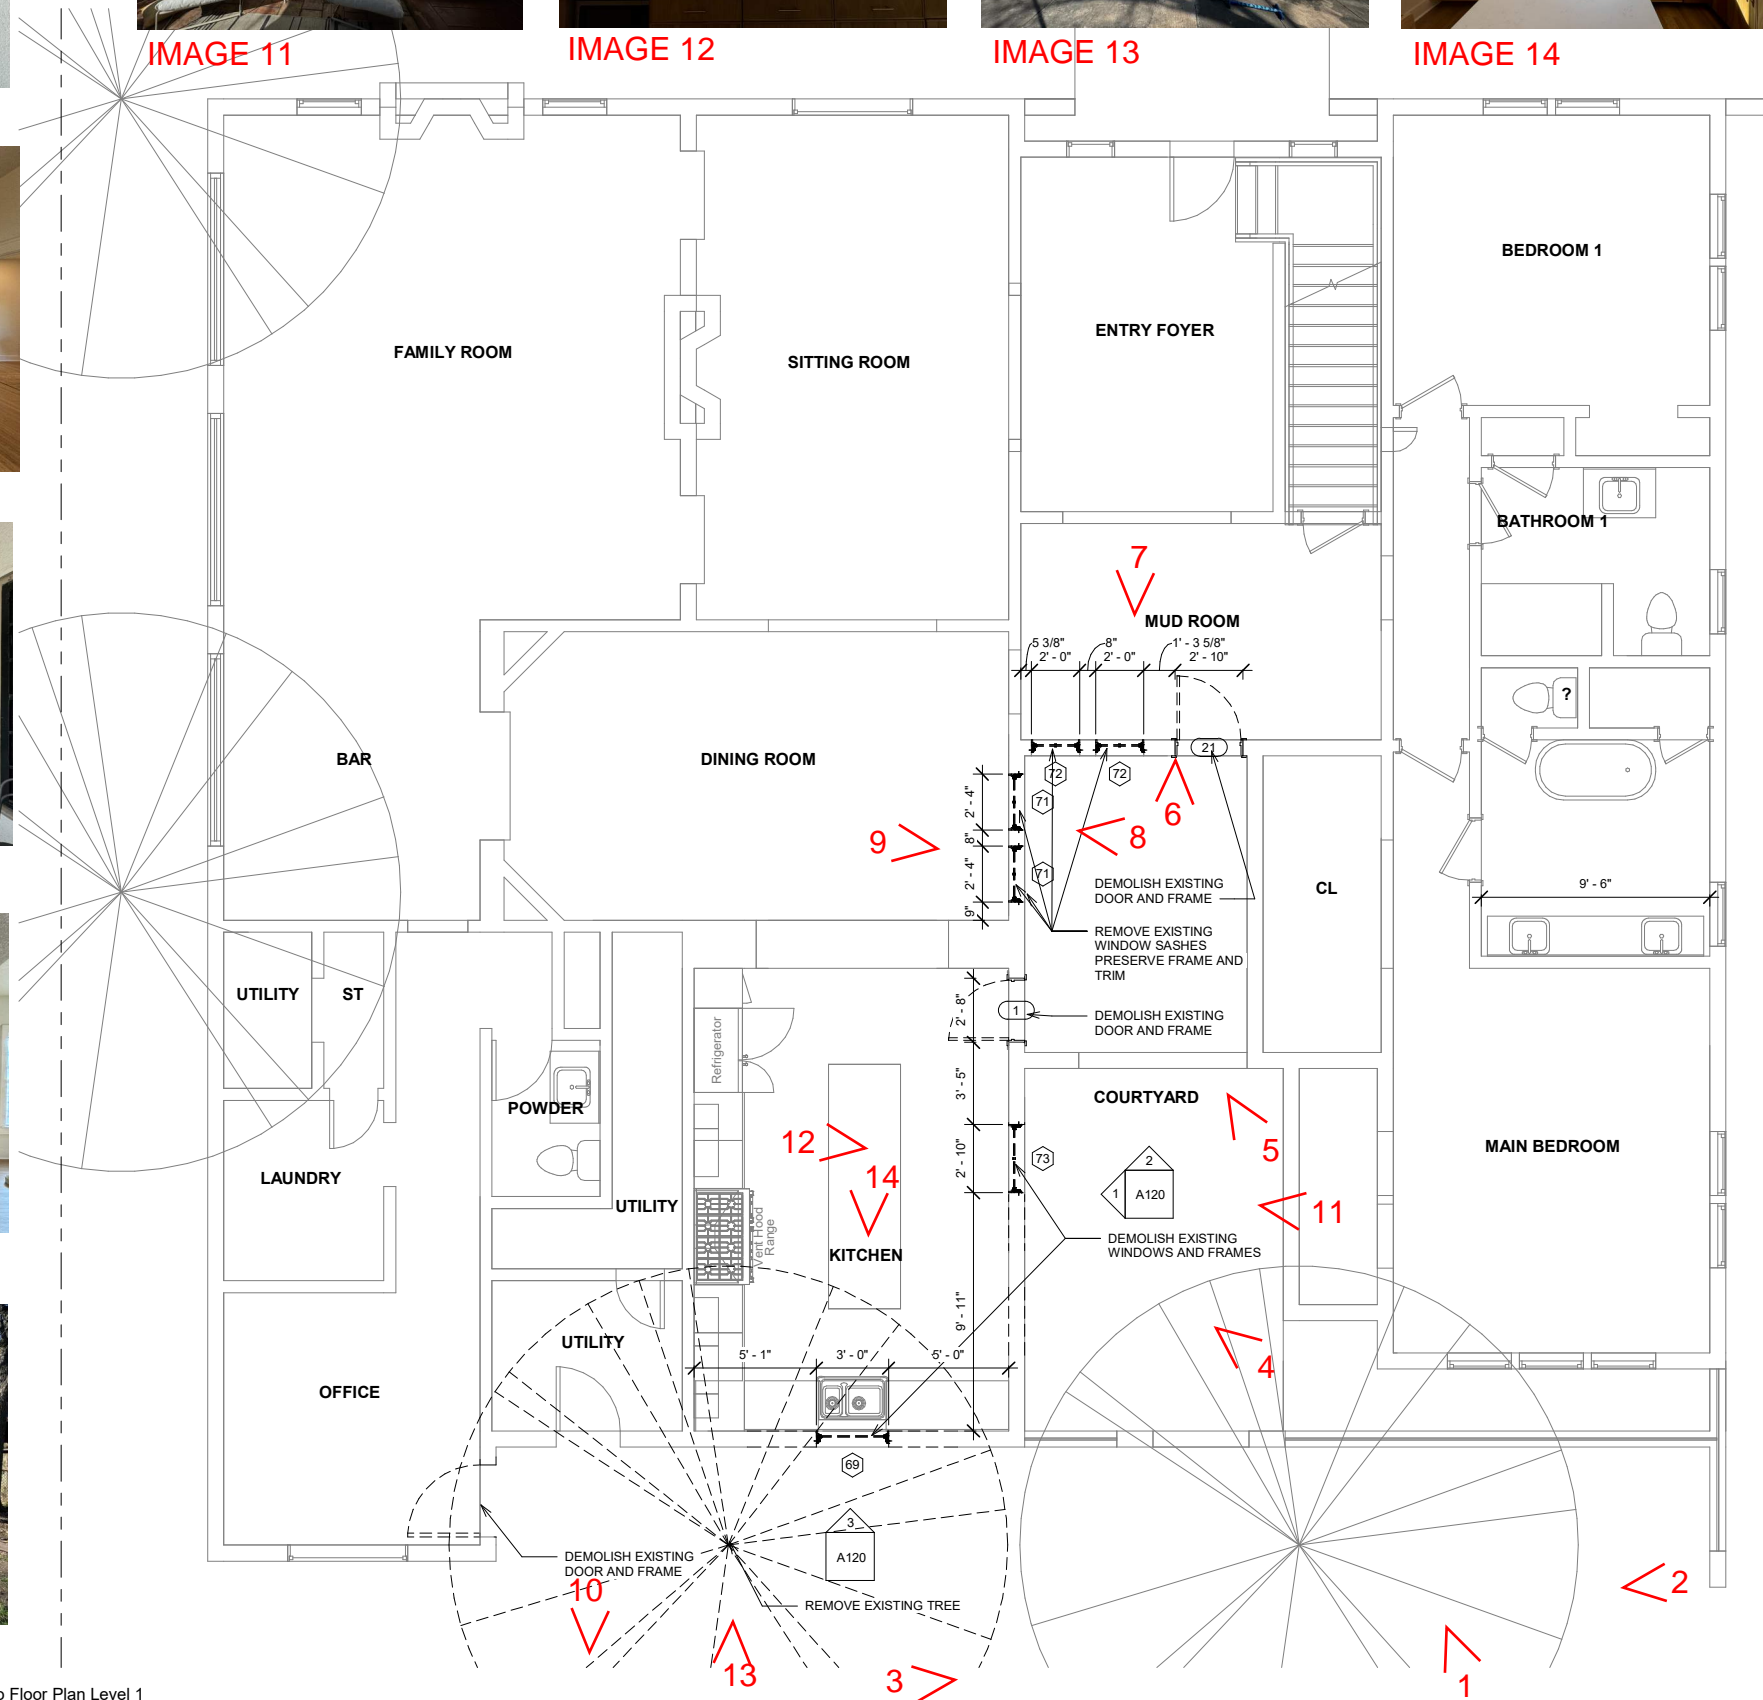 IMAGE 11
IMAGE 12
IMAGE 13
IMAGE 14
BEDROOM 1
ENTRY FOYER
FAMILY ROOM
SITTING ROOM
BATHROOM 1
7
MUD ROOM
5 3/8"
8"
1' - 3 5/8"
2' - 0"
2' - 0"
2' - 10"
?
21
BAR
DINING ROOM
72
72
2' - 4"
71
6
8"
9
8
2' - 4"
71
9"
DEMOLISH EXISTING
DOOR AND FRAME
CL
9' - 6"
REMOVE EXISTING
WINDOW SASHES
PRESERVE FRAME AND
TRIM
UTILITY
ST
2' - 8"
1
DEMOLISH EXISTING
DOOR AND FRAME
Refrigerator
3' - 5"
POWDER
COURTYARD
12
14
2' - 10"
73
5
MAIN BEDROOM
2
1
A120
LAUNDRY
UTILITY
11
Vent Hood
Range
KITCHEN
DEMOLISH EXISTING
WINDOWS AND FRAMES
9' - 11"
UTILITY
5' - 1"
3' - 0"
5' - 0"
4
OFFICE
69
3
A120
DEMOLISH EXISTING
DOOR AND FRAME
10
REMOVE EXISTING TREE
2
13
3
1
Floor Plan Level 1